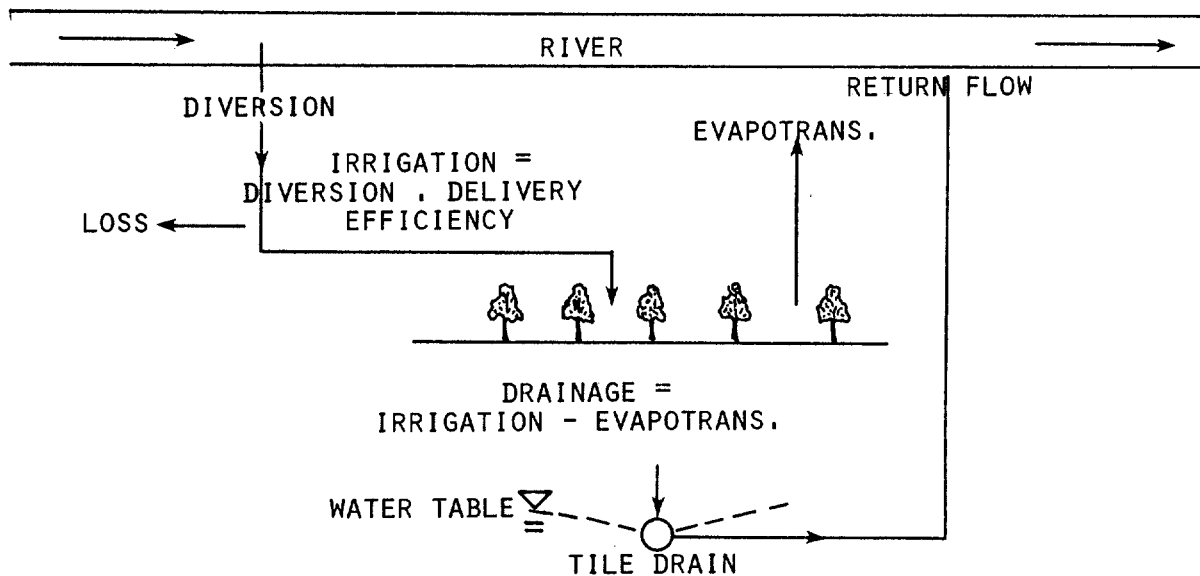 RIVER
DIVERSION
RETURN FLOW
EVAPOTRANS.
IRRIGATION =
DIVERSION . DELIVERY
EFFICIENCY
LOSS
DRAINAGE =
IRRIGATION - EVAPOTRANS.
WATER TABLE
TILE DRAIN